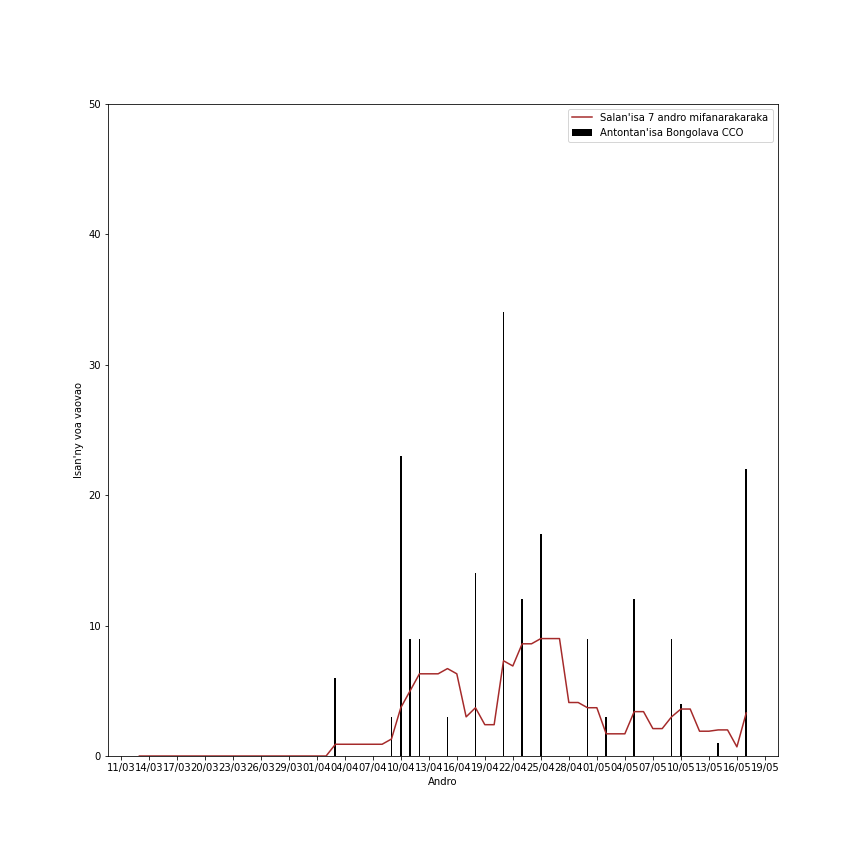 50
Salan'isa 7 andro mifanarakaraka
Antontan'isa Bongolava CCO
40
30
20
10
0
Isan'ny voa vaovao
11/03 14/03 17/03 20/03 23/03 26/03 29/03 01/04 04/04 07/04 10/04 13/04 16/04 19/04 22/04 25/04 28/04 01/05 04/05 07/05 10/05 13/05 16/05 19/05
Andro